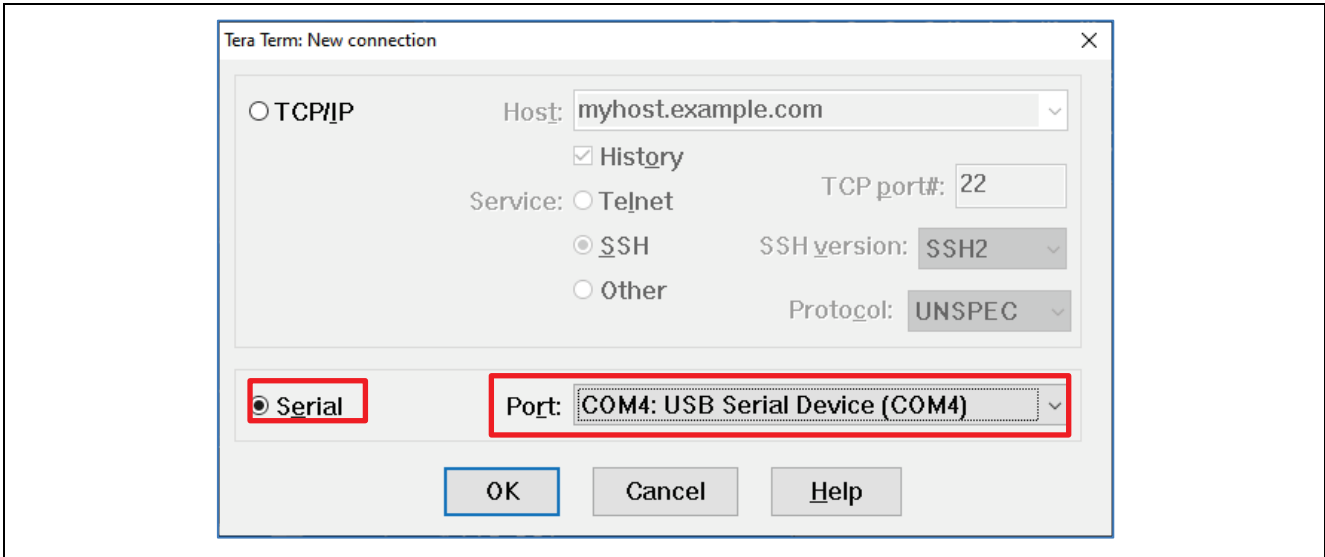 Tera Term: New connection
TCP/IP
Host: myhost.example.com
History
Service: Telnet
TCP port#: 22
SSH
SSH version: SSH2
Other
Protocol: UNSPEC
Serial
Port: COM4: USB Serial Device (COM4)
OK
Cancel
Help